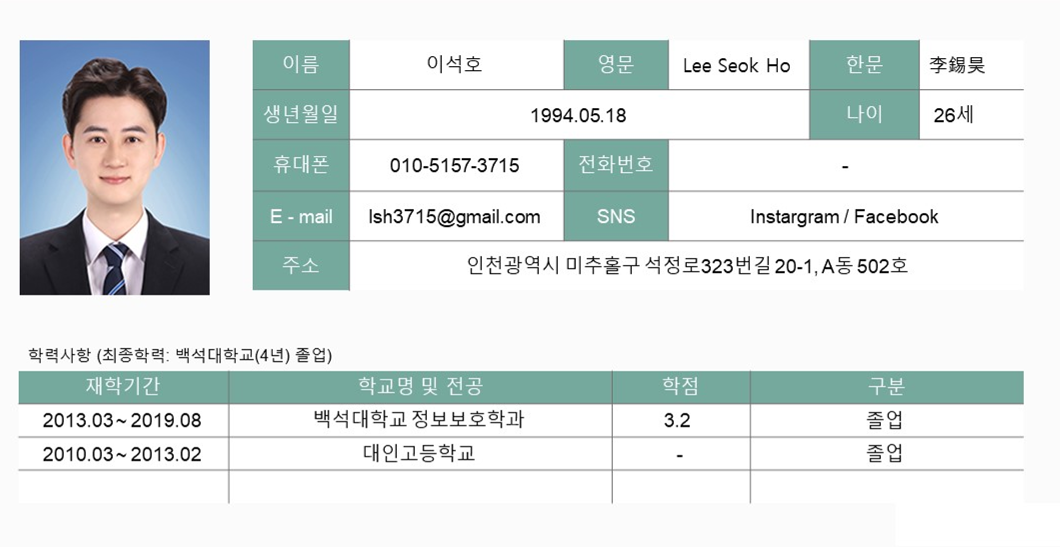 이름 이석호 영문 Lee Seok Ho 한문 李錫昊
생년월일 1994.05.18 나이 26세
휴대폰 010-5157-3715 전화번호 -
E - mail lsh3715@gmail.com SNS Instargram / Facebook
주소 인천광역시 미추홀구 석정로323번길 20-1, A동 502호
학력사항 (최종학력: 백석대학교(4년) 졸업)
재학기간 학교명 및 전공 학점 구분
2013.03~ 2019.08 백석대학교 정보보호학과 3.2 졸업
2010.03~ 2013.02 대인고등학교 - 졸업